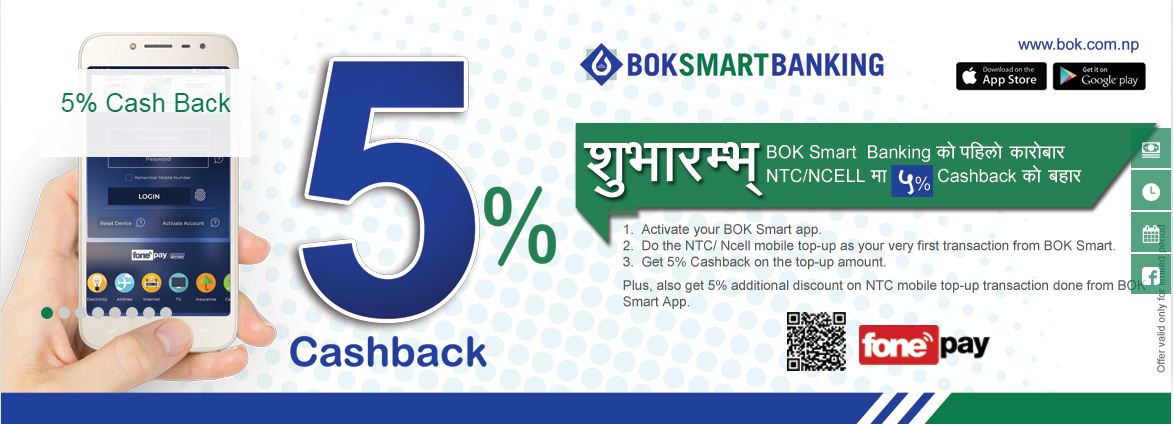 www.bok.com.np
BOKSMARTBANKING
Download on the
App Store
Get it on
Google play
5% Cash Back
Password
Remember Mobile Number
LOGIN
Reset Device
Activate Account
fonepay
Electricity
Airlines
Internet
TV
Insurance
5%
Cashback
शुभारम्भ्
BOK Smart Banking को पहिलो कारोबार
NTC/NCELL मा ५% Cashback को बहार
1. Activate your BOK Smart app.
2. Do the NTC/ Ncell mobile top-up as your very first transaction from BOK Smart.
3. Get 5% Cashback on the top-up amount.
Plus, also get 5% additional discount on NTC mobile top-up transaction done from BOK
Smart App.
fonepay
Offer valid only for limited period